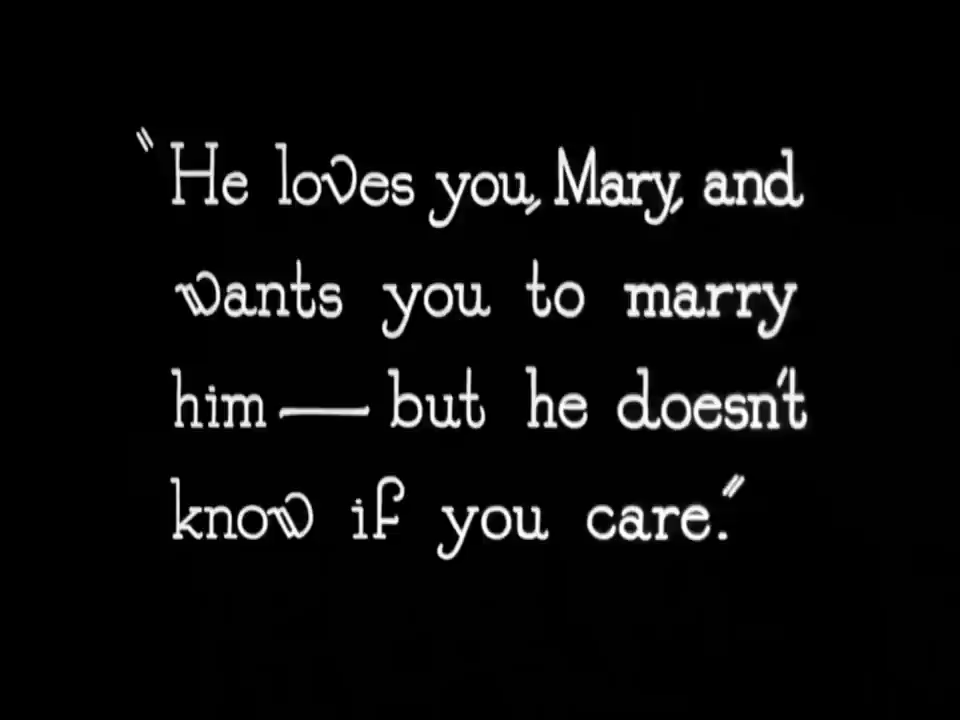 "He loves you, Mary, and
wants you to marry
him — but he doesn't
know if you care."